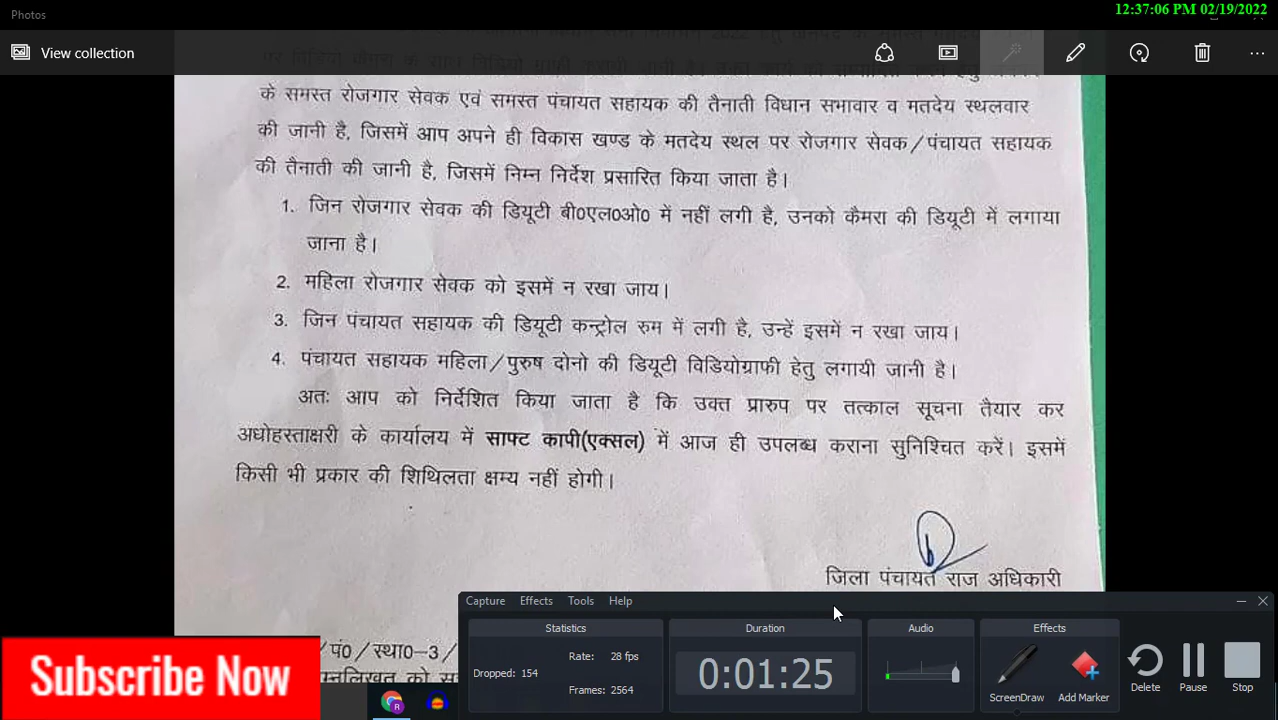 Photos
12:37:06 PM 02/19/2022
View collection
के समस्त रोजगार सेवक एवं समस्त पंचायत सहायक की तैनाती विधान सभावार व मतदेय स्थलवार
की जानी है, जिसमें आप अपने ही विकास खण्ड के मतदेय स्थल पर रोजगार सेवक/पंचायत सहायक
की तैनाती की जानी है, जिसमें निम्न निर्देश प्रसारित किया जाता है।
1. जिन रोजगार सेवक की डियूटी बी0एल0ओ0 में नहीं लगी है, उनको कैमरा की डियूटी में लगाया
जाना है।
2. महिला रोजगार सेवक को इसमें न रखा जाय।
3. जिन पंचायत सहायक की डियूटी कन्ट्रोल रुम में लगी है, उन्हें इसमें न रखा जाय।
4. पंचायत सहायक महिला/पुरुष दोनो की डियूटी विडियोग्राफी हेतु लगायी जानी है।
अतः आप को निर्देशित किया जाता है कि उक्त प्रारुप पर तत्काल सूचना तैयार कर
अधोहस्ताक्षरी के कार्यालय में साफ्ट कापी(एक्सल) में आज ही उपलब्ध कराना सुनिश्चित करें। इसमें
किसी भी प्रकार की शिथिलता क्षम्य नहीं होगी।
जिला पंचायत राज अधिकारी
/पं0/स्था0-3/
Subscribe Now
Capture Effects Tools Help
Statistics Duration Audio Effects
Dropped: 154
Rate: 28 fps
Frames: 2564
0:01:25
ScreenDraw Add Marker Delete Pause Stop